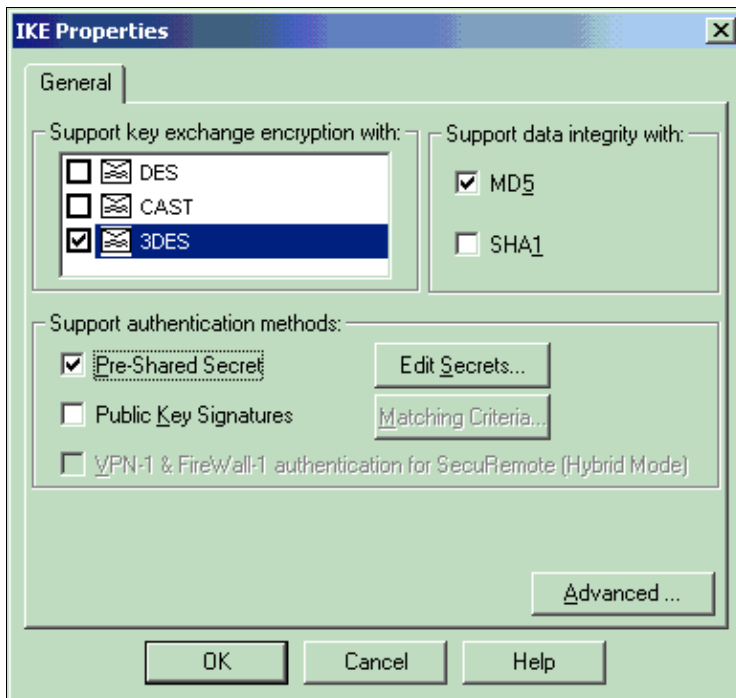 IKE Properties
General
Support key exchange encryption with:
DES
CAST
3DES
Support data integrity with:
MD5
SHA1
Support authentication methods:
Pre-Shared Secret
Edit Secrets...
Public Key Signatures
Matching Criteria...
VPN-1 & FireWall-1 authentication for SecuRemote (Hybrid Mode)
Advanced ...
OK
Cancel
Help